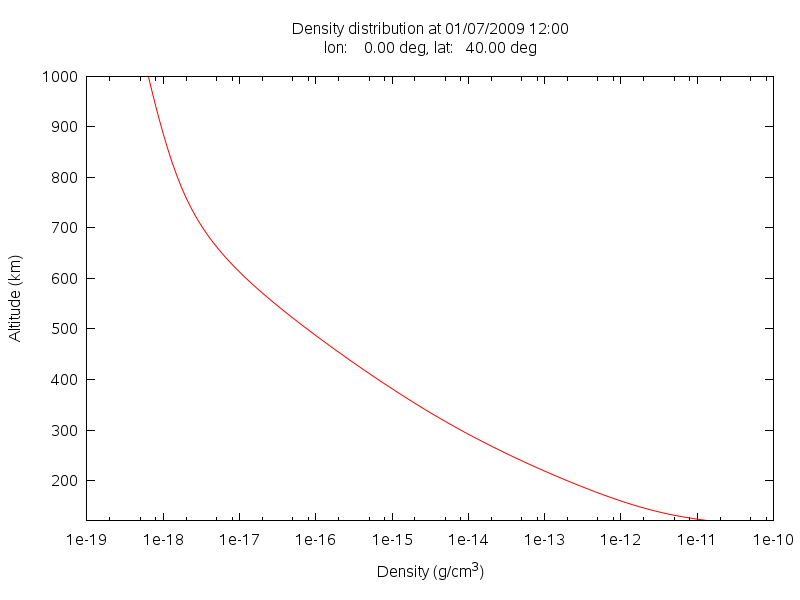 Density distribution at 01/07/2009 12:00
lon:    0.00 deg, lat:   40.00 deg
1000
900
800
700
600
500
400
300
200
Altitude (km)
1e-19 1e-18 1e-17 1e-16 1e-15 1e-14 1e-13 1e-12 1e-11 1e-10
Density (g/cm³)